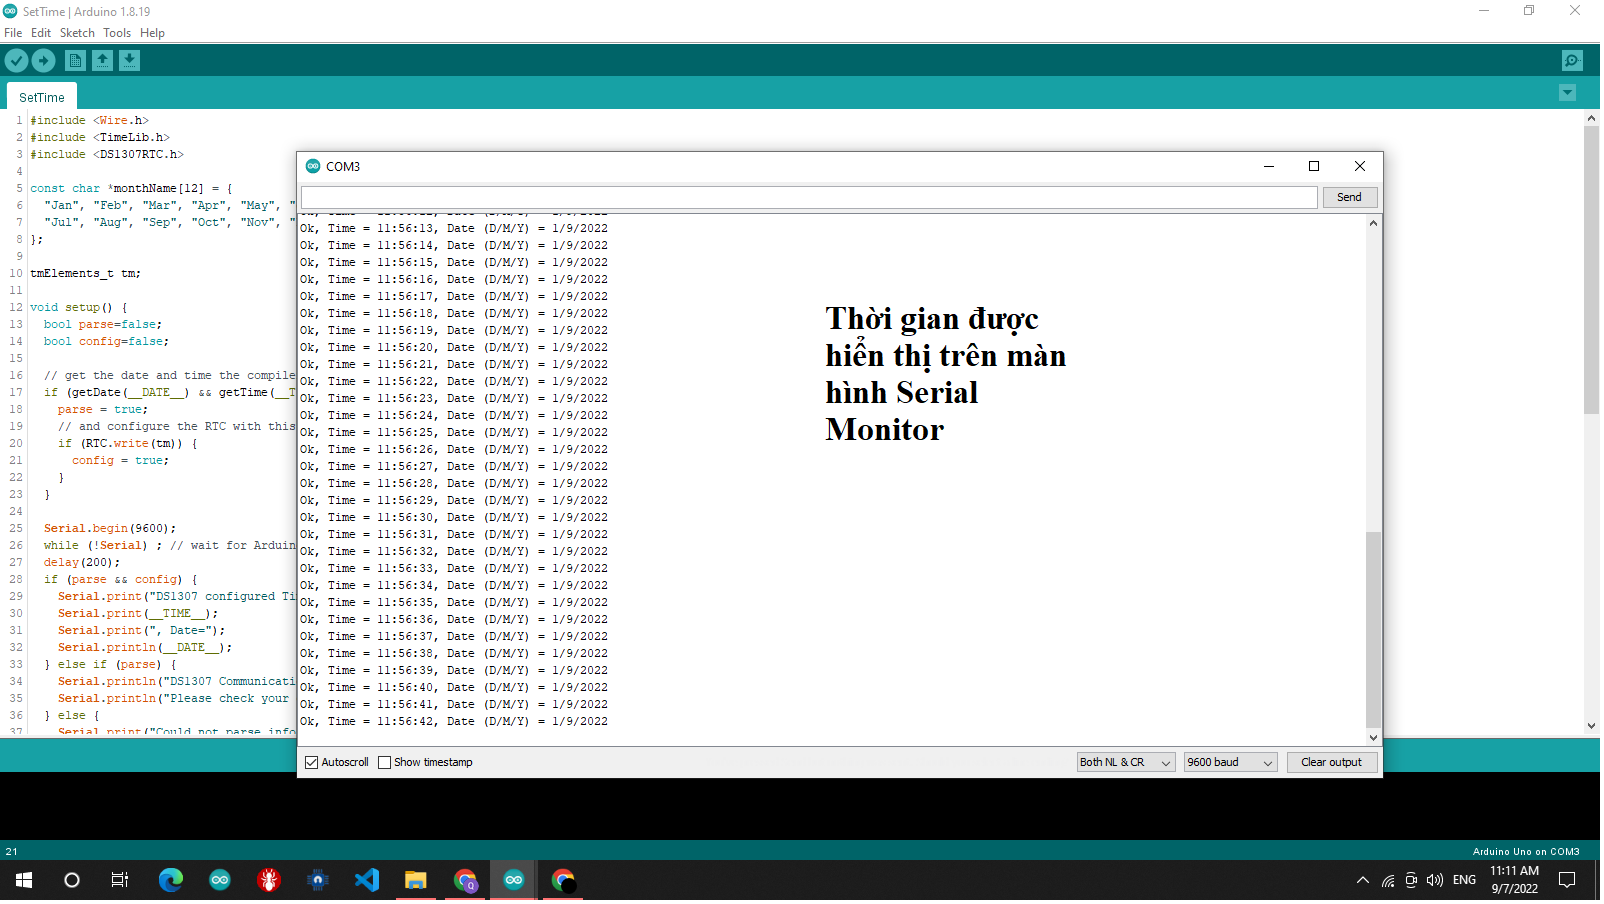 SetTime | Arduino 1.8.19
File Edit Sketch Tools Help
SetTime
1 #include <Wire.h>
2 #include <TimeLib.h>
3 #include <DS1307RTC.h>
4
5 const char *monthName[12] = {
6 "Jan", "Feb", "Mar", "Apr", "May", "
7 "Jul", "Aug", "Sep", "Oct", "Nov", "
8 };
9
10 tmElements_t tm;
11
12 void setup() {
13 bool parse=false;
14 bool config=false;
15
16 // get the date and time the compile
17 if (getDate(__DATE__) && getTime(__T
18 parse = true;
19 // and configure the RTC with this
20 if (RTC.write(tm)) {
21 config = true;
22 }
23 }
24
25 Serial.begin(9600);
26 while (!Serial) ; // wait for Arduin
27 delay(200);
28 if (parse && config) {
29 Serial.print("DS1307 configured Ti
30 Serial.print(__TIME__);
31 Serial.print(", Date=");
32 Serial.println(__DATE__);
33 } else if (parse) {
34 Serial.println("DS1307 Communicati
35 Serial.println("Please check your
36 } else {
37 Serial.print("Could not parse info
COM3
Send
Ok, Time = 11:56:12, Date (D/M/Y) = 1/9/2022
Ok, Time = 11:56:13, Date (D/M/Y) = 1/9/2022
Ok, Time = 11:56:14, Date (D/M/Y) = 1/9/2022
Ok, Time = 11:56:15, Date (D/M/Y) = 1/9/2022
Ok, Time = 11:56:16, Date (D/M/Y) = 1/9/2022
Ok, Time = 11:56:17, Date (D/M/Y) = 1/9/2022
Ok, Time = 11:56:18, Date (D/M/Y) = 1/9/2022
Ok, Time = 11:56:19, Date (D/M/Y) = 1/9/2022
Ok, Time = 11:56:20, Date (D/M/Y) = 1/9/2022
Ok, Time = 11:56:21, Date (D/M/Y) = 1/9/2022
Ok, Time = 11:56:22, Date (D/M/Y) = 1/9/2022
Ok, Time = 11:56:23, Date (D/M/Y) = 1/9/2022
Ok, Time = 11:56:24, Date (D/M/Y) = 1/9/2022
Ok, Time = 11:56:25, Date (D/M/Y) = 1/9/2022
Ok, Time = 11:56:26, Date (D/M/Y) = 1/9/2022
Ok, Time = 11:56:27, Date (D/M/Y) = 1/9/2022
Ok, Time = 11:56:28, Date (D/M/Y) = 1/9/2022
Ok, Time = 11:56:29, Date (D/M/Y) = 1/9/2022
Ok, Time = 11:56:30, Date (D/M/Y) = 1/9/2022
Ok, Time = 11:56:31, Date (D/M/Y) = 1/9/2022
Ok, Time = 11:56:32, Date (D/M/Y) = 1/9/2022
Ok, Time = 11:56:33, Date (D/M/Y) = 1/9/2022
Ok, Time = 11:56:34, Date (D/M/Y) = 1/9/2022
Ok, Time = 11:56:35, Date (D/M/Y) = 1/9/2022
Ok, Time = 11:56:36, Date (D/M/Y) = 1/9/2022
Ok, Time = 11:56:37, Date (D/M/Y) = 1/9/2022
Ok, Time = 11:56:38, Date (D/M/Y) = 1/9/2022
Ok, Time = 11:56:39, Date (D/M/Y) = 1/9/2022
Ok, Time = 11:56:40, Date (D/M/Y) = 1/9/2022
Ok, Time = 11:56:41, Date (D/M/Y) = 1/9/2022
Ok, Time = 11:56:42, Date (D/M/Y) = 1/9/2022
Thời gian được
hiển thị trên màn
hình Serial
Monitor
Autoscroll Show timestamp Both NL & CR 9600 baud Clear output
21 Arduino Uno on COM3
ENG
11:11 AM
9/7/2022